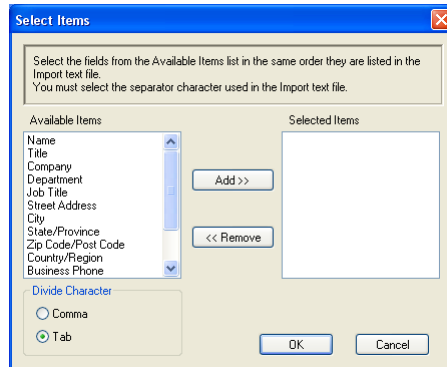 Select Items
Select the fields from the Available Items list in the same order they are listed in the
Import text file.
You must select the separator character used in the Import text file.
Available Items
Selected Items
Name
Title
Company
Department
Job Title
Street Address
City
State/Province
Zip Code/Post Code
Country/Region
Business Phone
Add >>
<< Remove
Divide Character
Comma
Tab
OK
Cancel